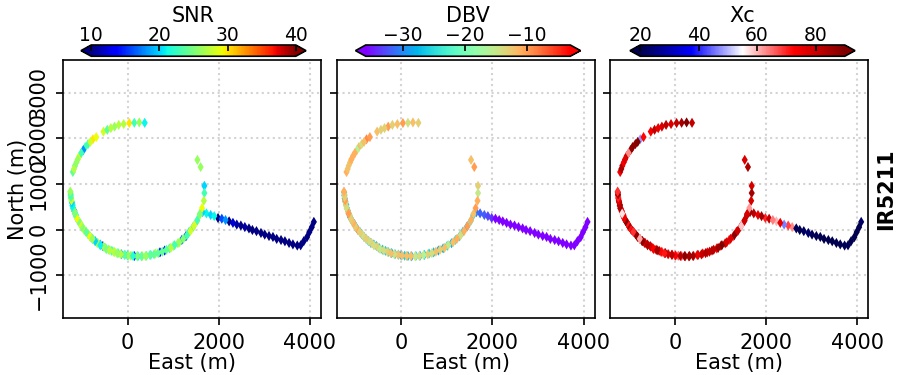 SNR
10 20 30 40
DBV
−30 −20 −10
Xc
20 40 60 80
North (m)
3000
2000
1000
0
−1000
0 2000 4000
East (m)
0 2000 4000
East (m)
0 2000 4000
East (m)
IR5211